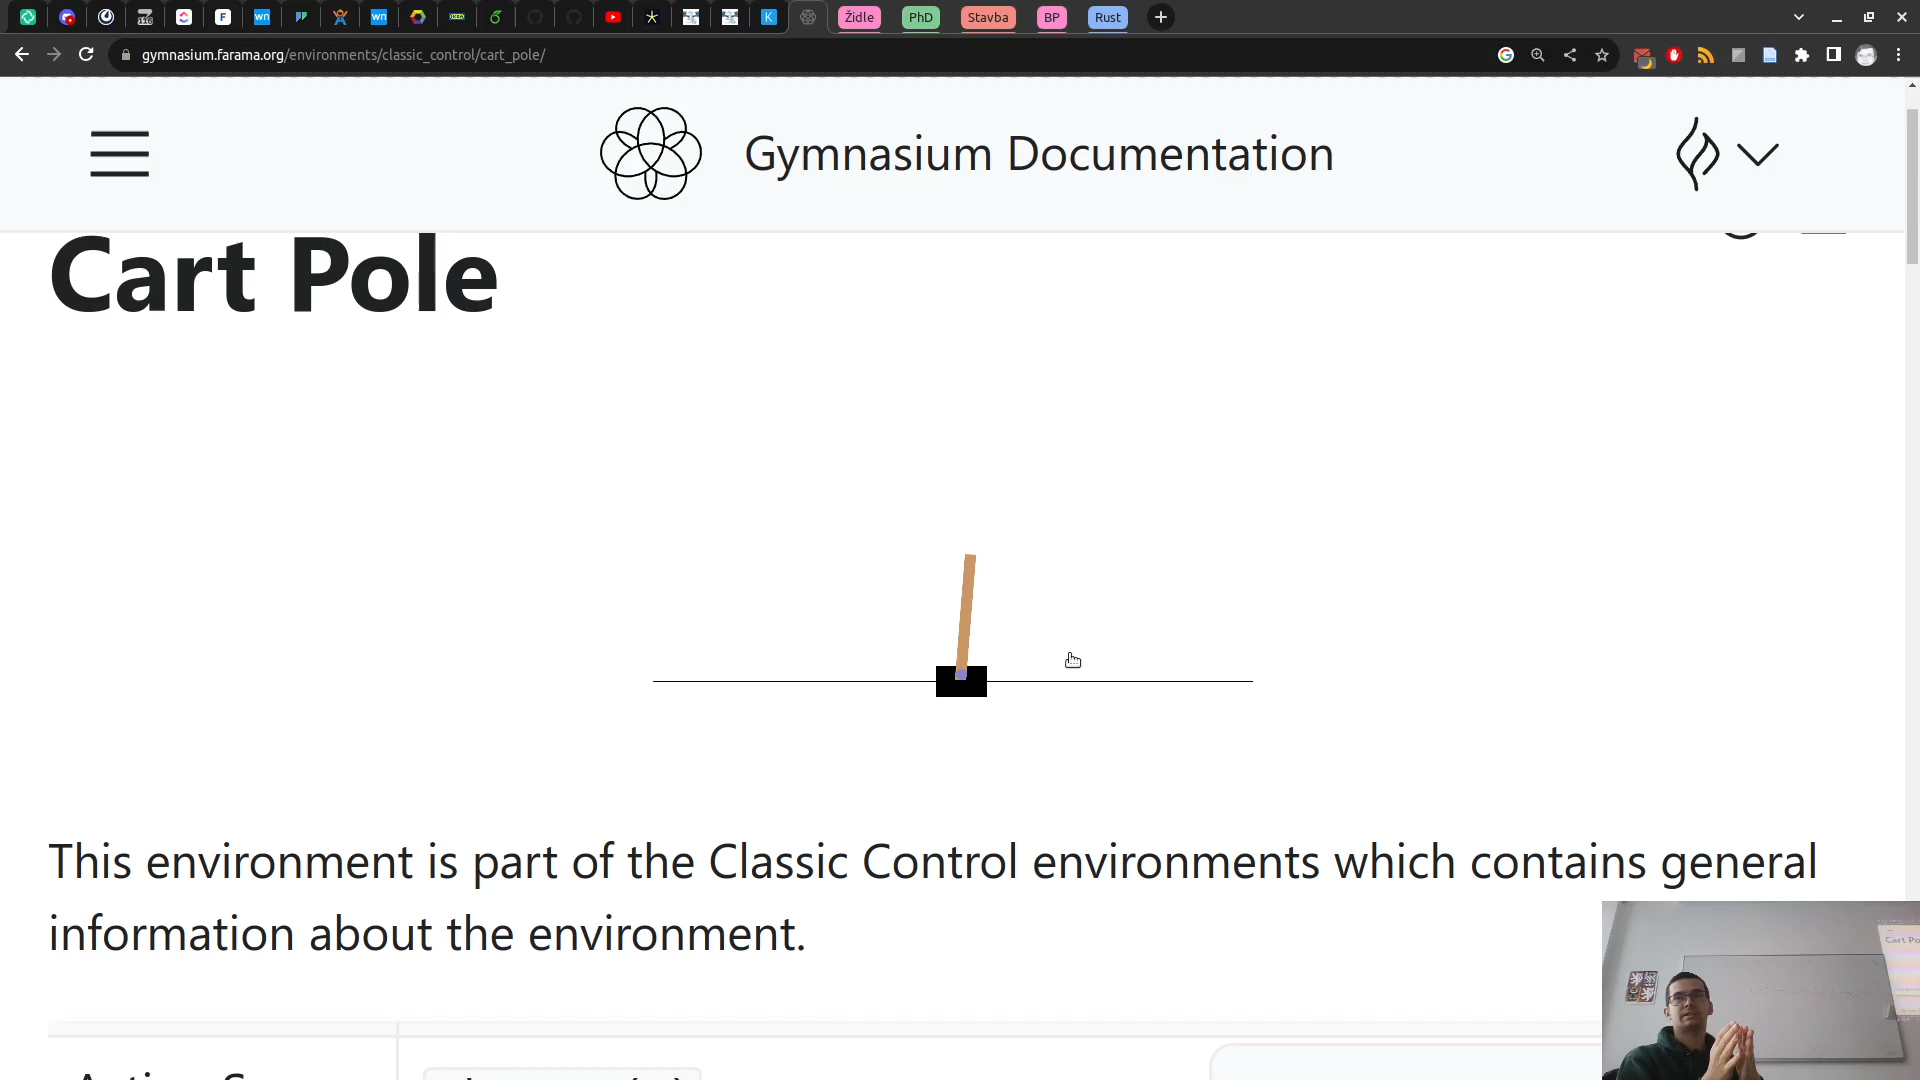 Židle PhD Stavba BP Rust
gymnasium.farama.org/environments/classic_control/cart_pole/
Gymnasium Documentation
Cart Pole
This environment is part of the Classic Control environments which contains general
information about the environment.